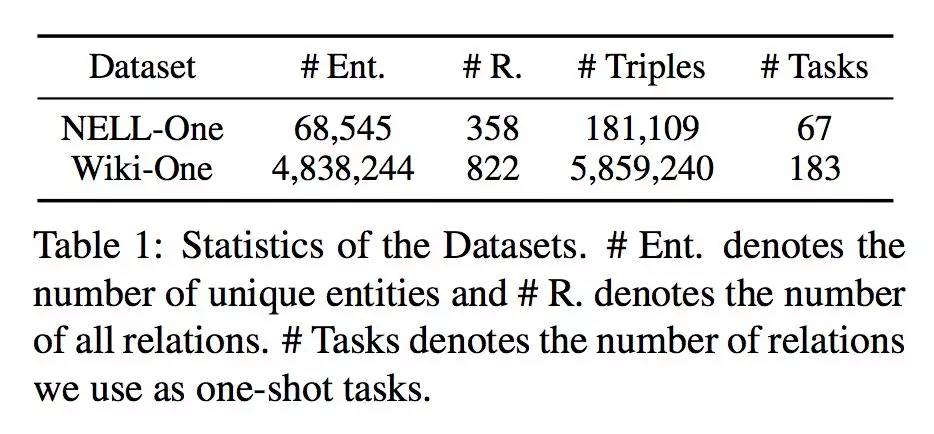 Dataset # Ent. # R. # Triples # Tasks
NELL-One 68,545 358 181,109 67
Wiki-One 4,838,244 822 5,859,240 183
Table 1: Statistics of the Datasets. # Ent. denotes the
number of unique entities and # R. denotes the number
of all relations. # Tasks denotes the number of relations
we use as one-shot tasks.